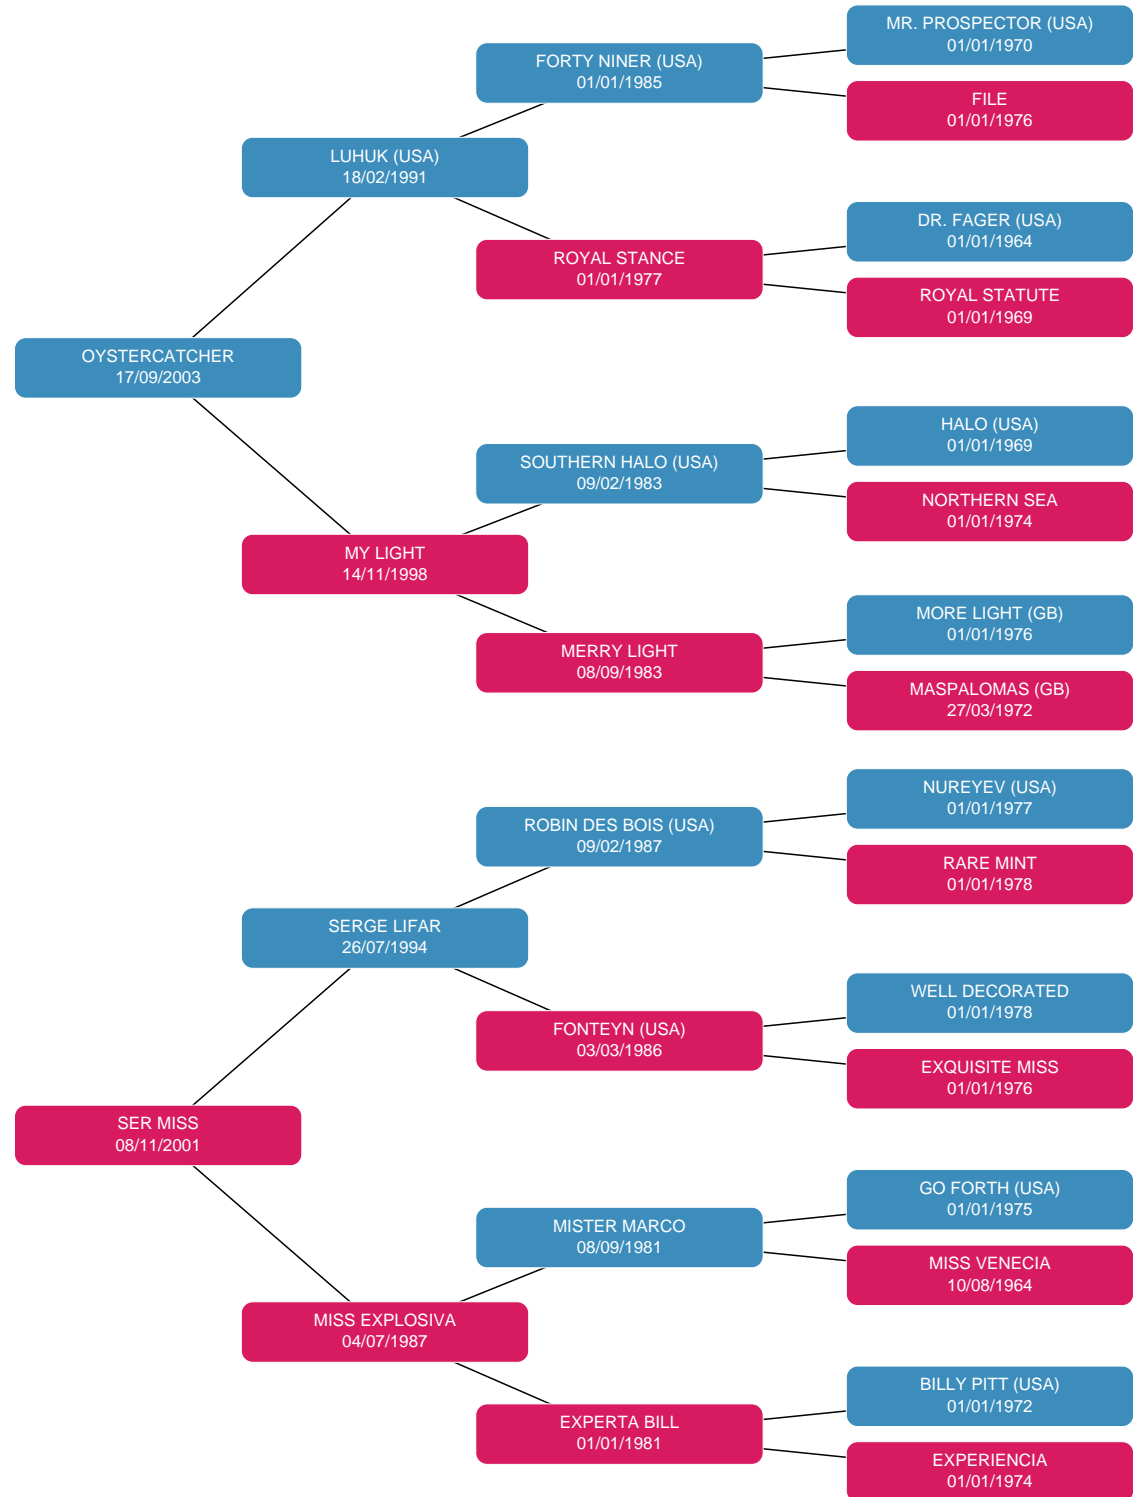 MR. PROSPECTOR (USA)
01/01/1970
FORTY NINER (USA)
01/01/1985
FILE
01/01/1976
LUHUK (USA)
18/02/1991
DR. FAGER (USA)
01/01/1964
ROYAL STANCE
01/01/1977
ROYAL STATUTE
01/01/1969
OYSTERCATCHER
17/09/2003
HALO (USA)
01/01/1969
SOUTHERN HALO (USA)
09/02/1983
NORTHERN SEA
01/01/1974
MY LIGHT
14/11/1998
MORE LIGHT (GB)
01/01/1976
MERRY LIGHT
08/09/1983
MASPALOMAS (GB)
27/03/1972
NUREYEV (USA)
01/01/1977
ROBIN DES BOIS (USA)
09/02/1987
RARE MINT
01/01/1978
SERGE LIFAR
26/07/1994
WELL DECORATED
01/01/1978
FONTEYN (USA)
03/03/1986
EXQUISITE MISS
01/01/1976
SER MISS
08/11/2001
GO FORTH (USA)
01/01/1975
MISTER MARCO
08/09/1981
MISS VENECIA
10/08/1964
MISS EXPLOSIVA
04/07/1987
BILLY PITT (USA)
01/01/1972
EXPERTA BILL
01/01/1981
EXPERIENCIA
01/01/1974